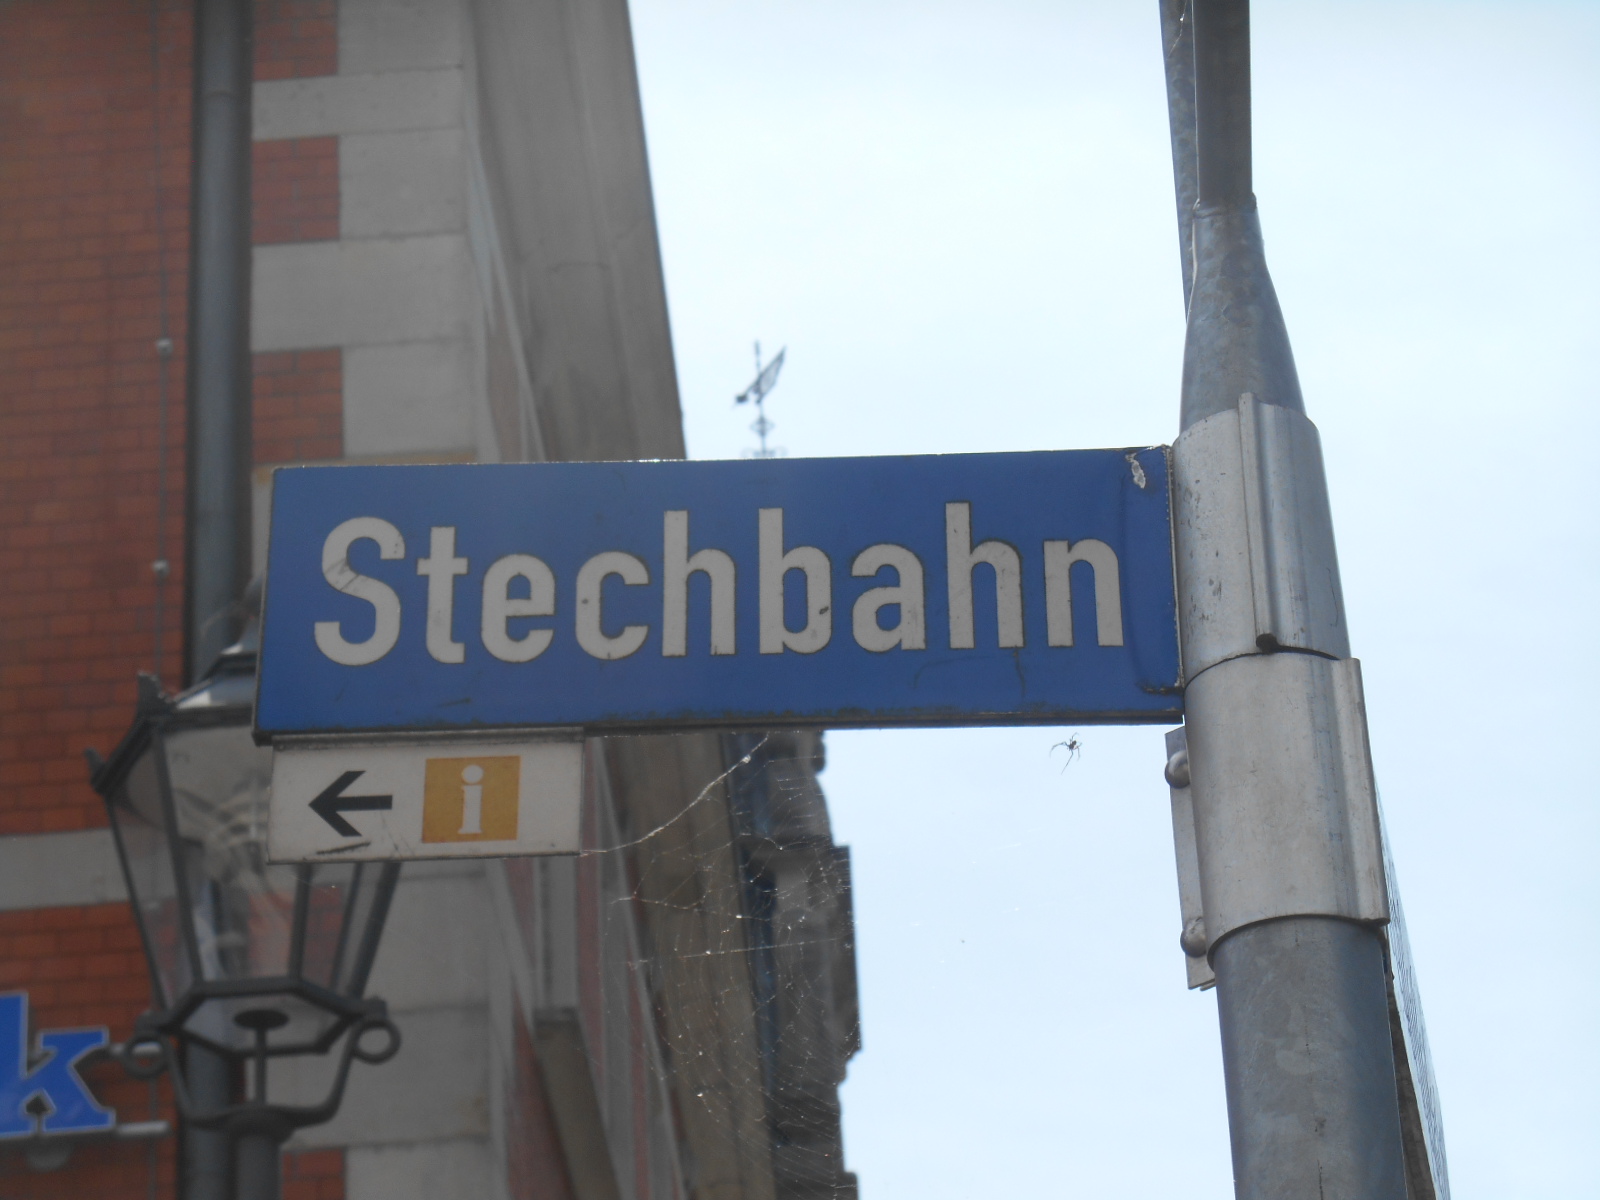 Stechbahn
← i
k